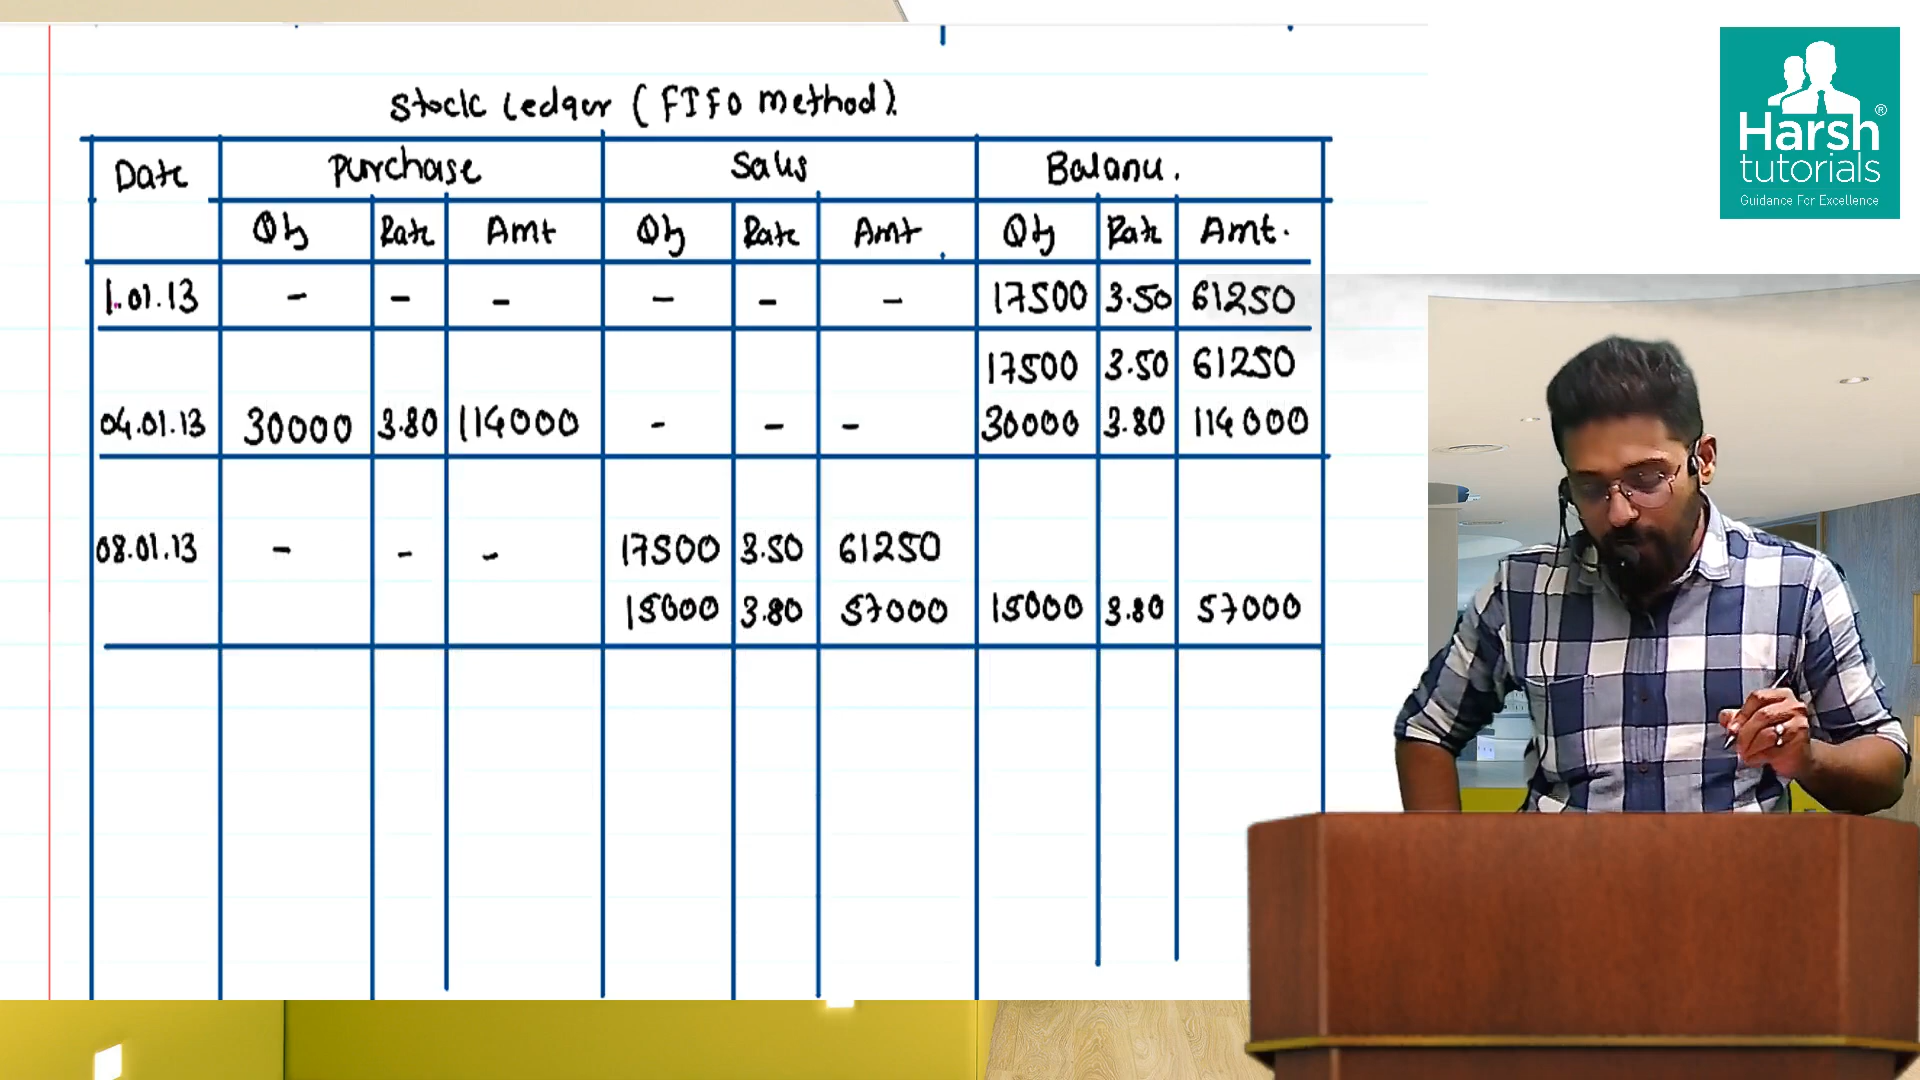 Stock Ledger (FIFO method).
Date Purchase Sales Balance.
Qty Rate Amt Qty Rate Amt Qty Rate Amt.
1.01.13 - - - - - - 17500 3.50 61250
17500 3.50 61250
04.01.13 30000 3.80 114000 - - - 30000 3.80 114000
08.01.13 - - - 17500 3.50 61250
15000 3.80 57000 15000 3.80 57000
Harsh®
tutorials
Guidance For Excellence